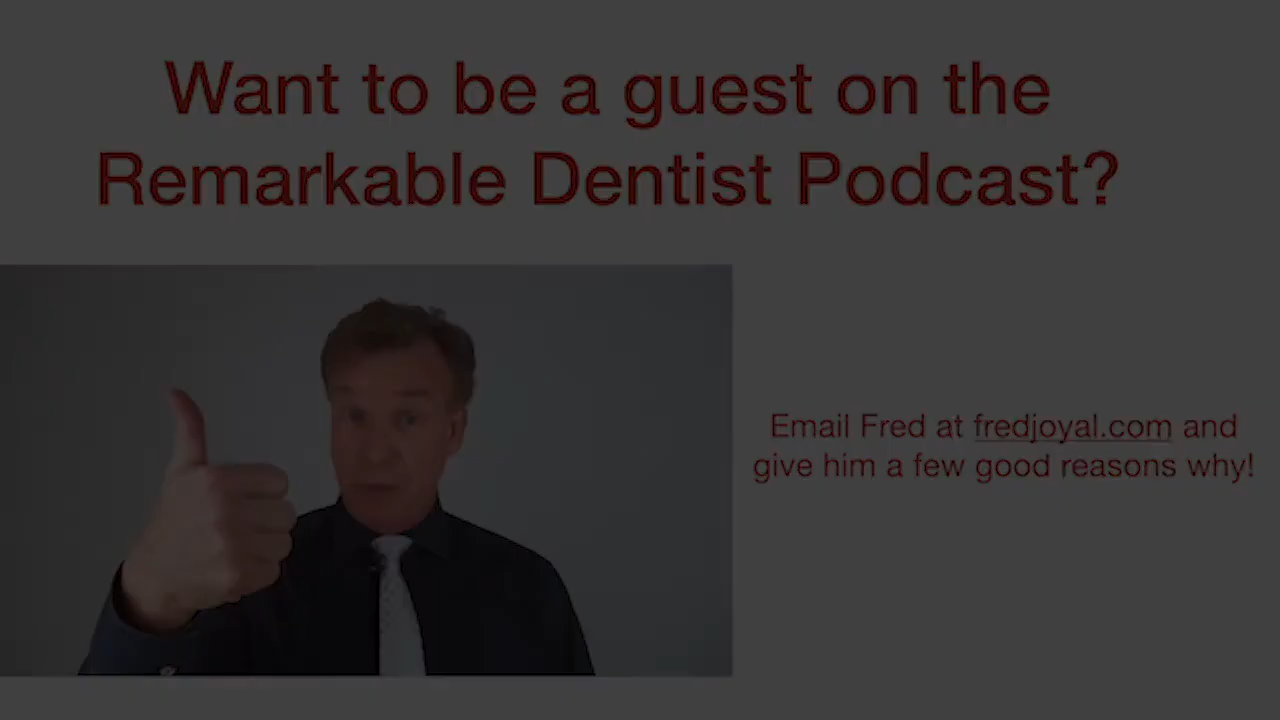 Want to be a guest on the
Remarkable Dentist Podcast?
Email Fred at fredjoyal.com and
give him a few good reasons why!